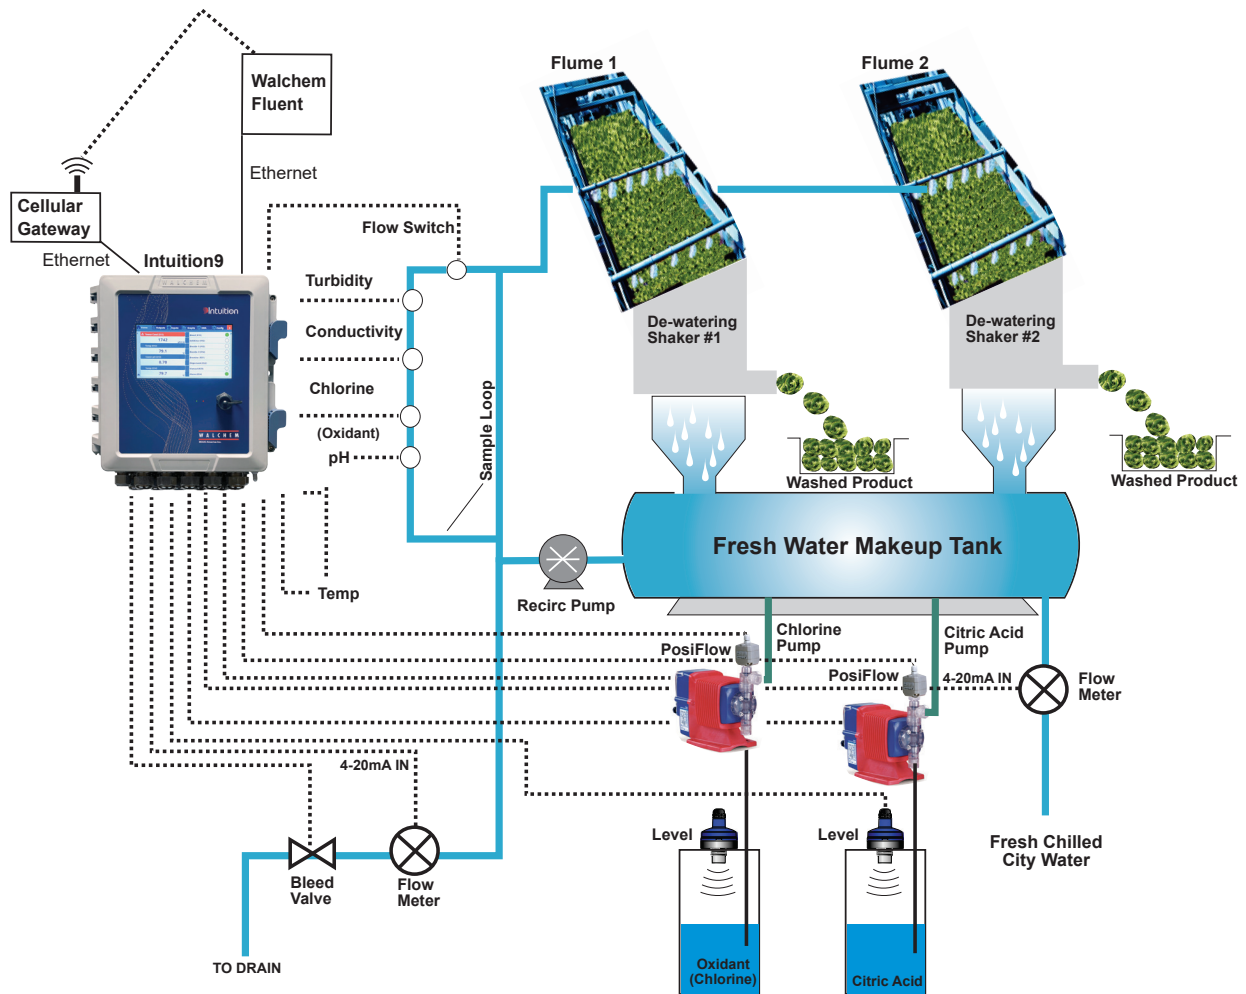 Flume 1
Flume 2
Walchem
Fluent
Ethernet
Cellular
Gateway
Ethernet
Intuition9
Flow Switch
Turbidity
Conductivity
Chlorine
(Oxidant)
pH
Sample Loop
Temp
WALCHEM
Intuition
WALCHEM
De-watering
Shaker #1
De-watering
Shaker #2
Washed Product
Washed Product
Fresh Water Makeup Tank
Recirc Pump
Chlorine
Pump
Citric Acid
Pump
PosiFlow
PosiFlow
4-20mA IN
Flow
Meter
4-20mA IN
Level
Level
Fresh Chilled
City Water
Bleed
Valve
Flow
Meter
TO DRAIN
Oxidant
(Chlorine)
Citric Acid